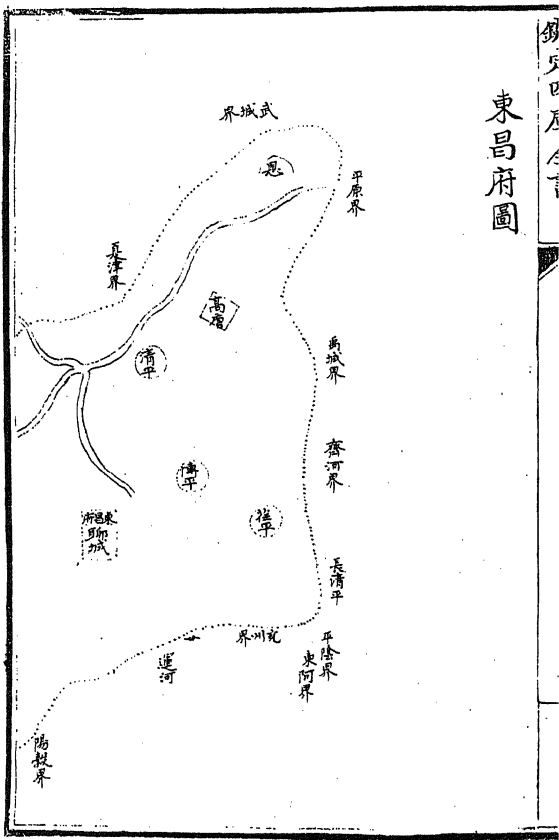 欽定四庫全書
東昌府圖
武城界
恩
平原界
夏津界
高唐
清平
禹城界
齊河界
博平
茌平
東昌府
聊城
長清平
平陰界
東阿界
兗州界
運河
陽穀界